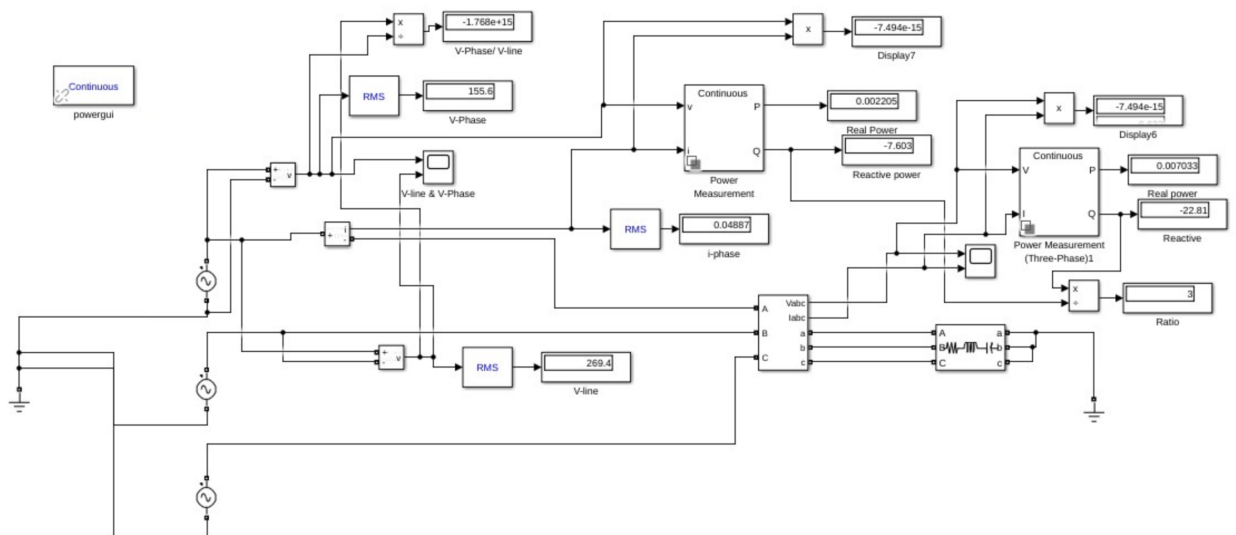 x
÷
-1.768e+15
V-Phase/ V-line
x
-7.494e-15
Display7
Continuous
powergui
RMS
155.6
V-Phase
Continuous
v
P
i
Q
Power
Measurement
0.002205
Real Power
-7.603
Reactive power
x
-7.494e-15
Display6
Continuous
V
P
I
Q
Power Measurement
(Three-Phase)1
0.007033
Real power
-22.81
Reactive
+
-
v
V-line & V-Phase
+
i
-
RMS
0.04887
i-phase
x
÷
3
Ratio
A
B
C
Vabc
Iabc
a
b
c
A
B
C
a
b
c
+
-
v
RMS
269.4
V-line